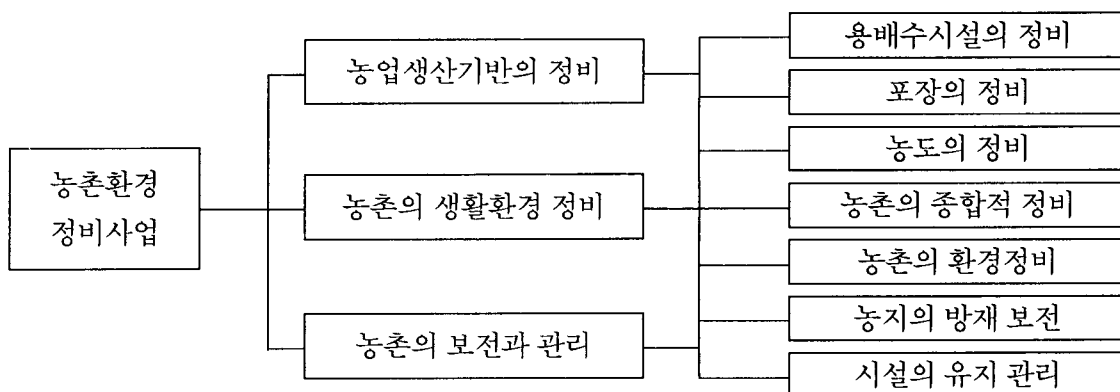 농촌환경
정비사업
농업생산기반의 정비
농촌의 생활환경 정비
농촌의 보전과 관리
용배수시설의 정비
포장의 정비
농도의 정비
농촌의 종합적 정비
농촌의 환경정비
농지의 방재 보전
시설의 유지 관리